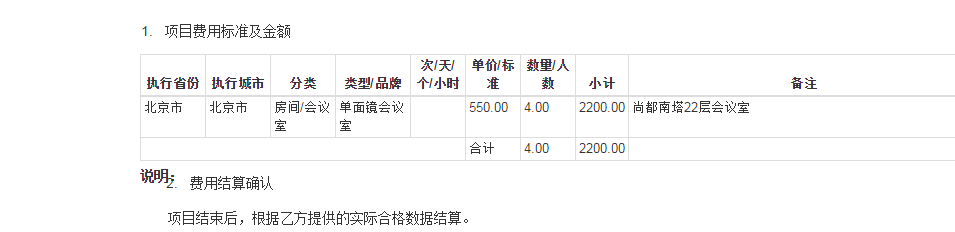 1. 项目费用标准及金额
执行省份 执行城市 分类 类型/品牌 次/天/个/小时 单价/标准 数量/人数 小计 备注
北京市 北京市 房间/会议室 单面镜会议室 550.00 4.00 2200.00 尚都南塔22层会议室
合计 4.00 2200.00
说明:
2. 费用结算确认
项目结束后，根据乙方提供的实际合格数据结算。